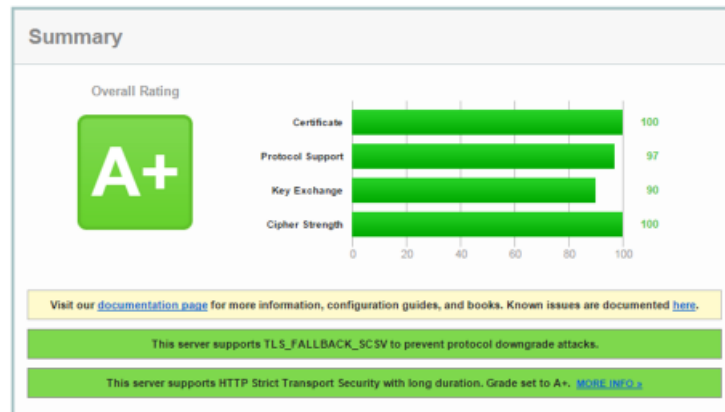 Summary
Overall Rating
A+
Certificate 100
Protocol Support 97
Key Exchange 90
Cipher Strength 100
0 20 40 60 80 100
Visit our documentation page for more information, configuration guides, and books. Known issues are documented here.
This server supports TLS_FALLBACK_SCSV to prevent protocol downgrade attacks.
This server supports HTTP Strict Transport Security with long duration. Grade set to A+. MORE INFO »